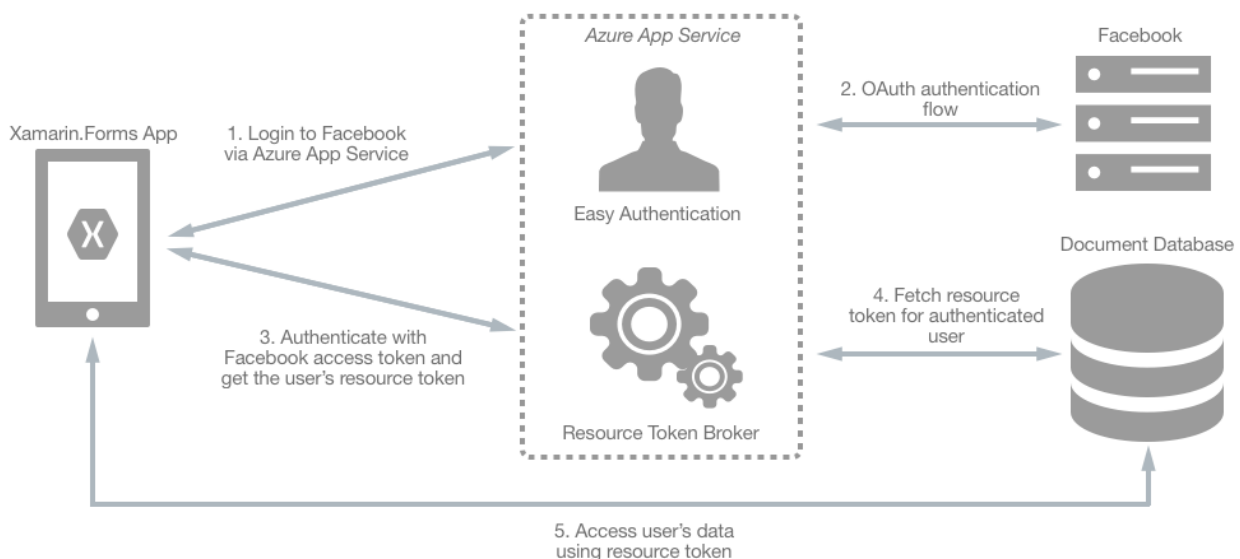 Azure App Service
Facebook
2. OAuth authentication
flow
Xamarin.Forms App
1. Login to Facebook
via Azure App Service
X
Easy Authentication
Document Database
4. Fetch resource
token for authenticated
user
3. Authenticate with
Facebook access token and
get the user's resource token
Resource Token Broker
5. Access user's data
using resource token